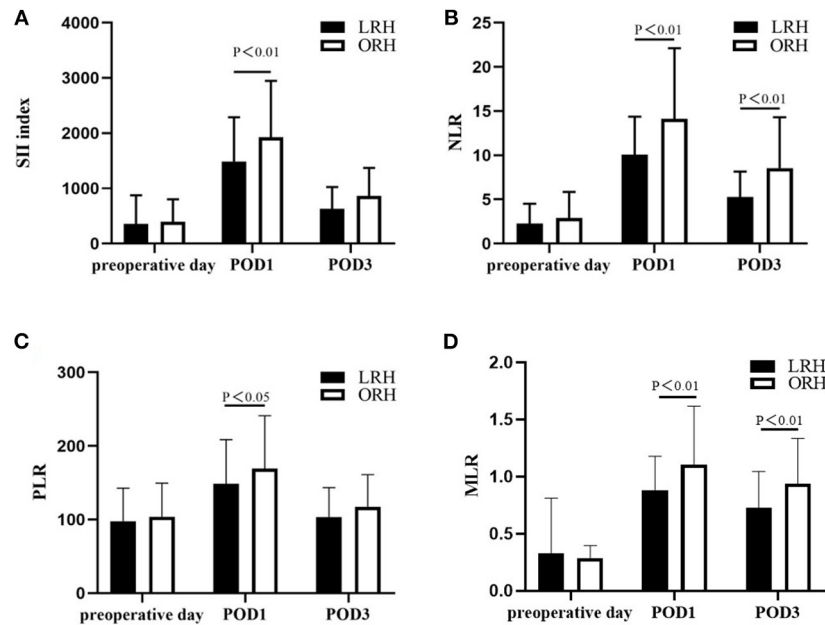 A
SII index
4000
3000
2000
1000
0
P<0.01
LRH
ORH
preoperative day POD1 POD3
B
NLR
25
20
15
10
5
0
P<0.01
P<0.01
LRH
ORH
preoperative day POD1 POD3
C
PLR
300
200
100
0
P<0.05
LRH
ORH
preoperative day POD1 POD3
D
MLR
2.0
1.5
1.0
0.5
0.0
P<0.01
P<0.01
LRH
ORH
preoperative day POD1 POD3